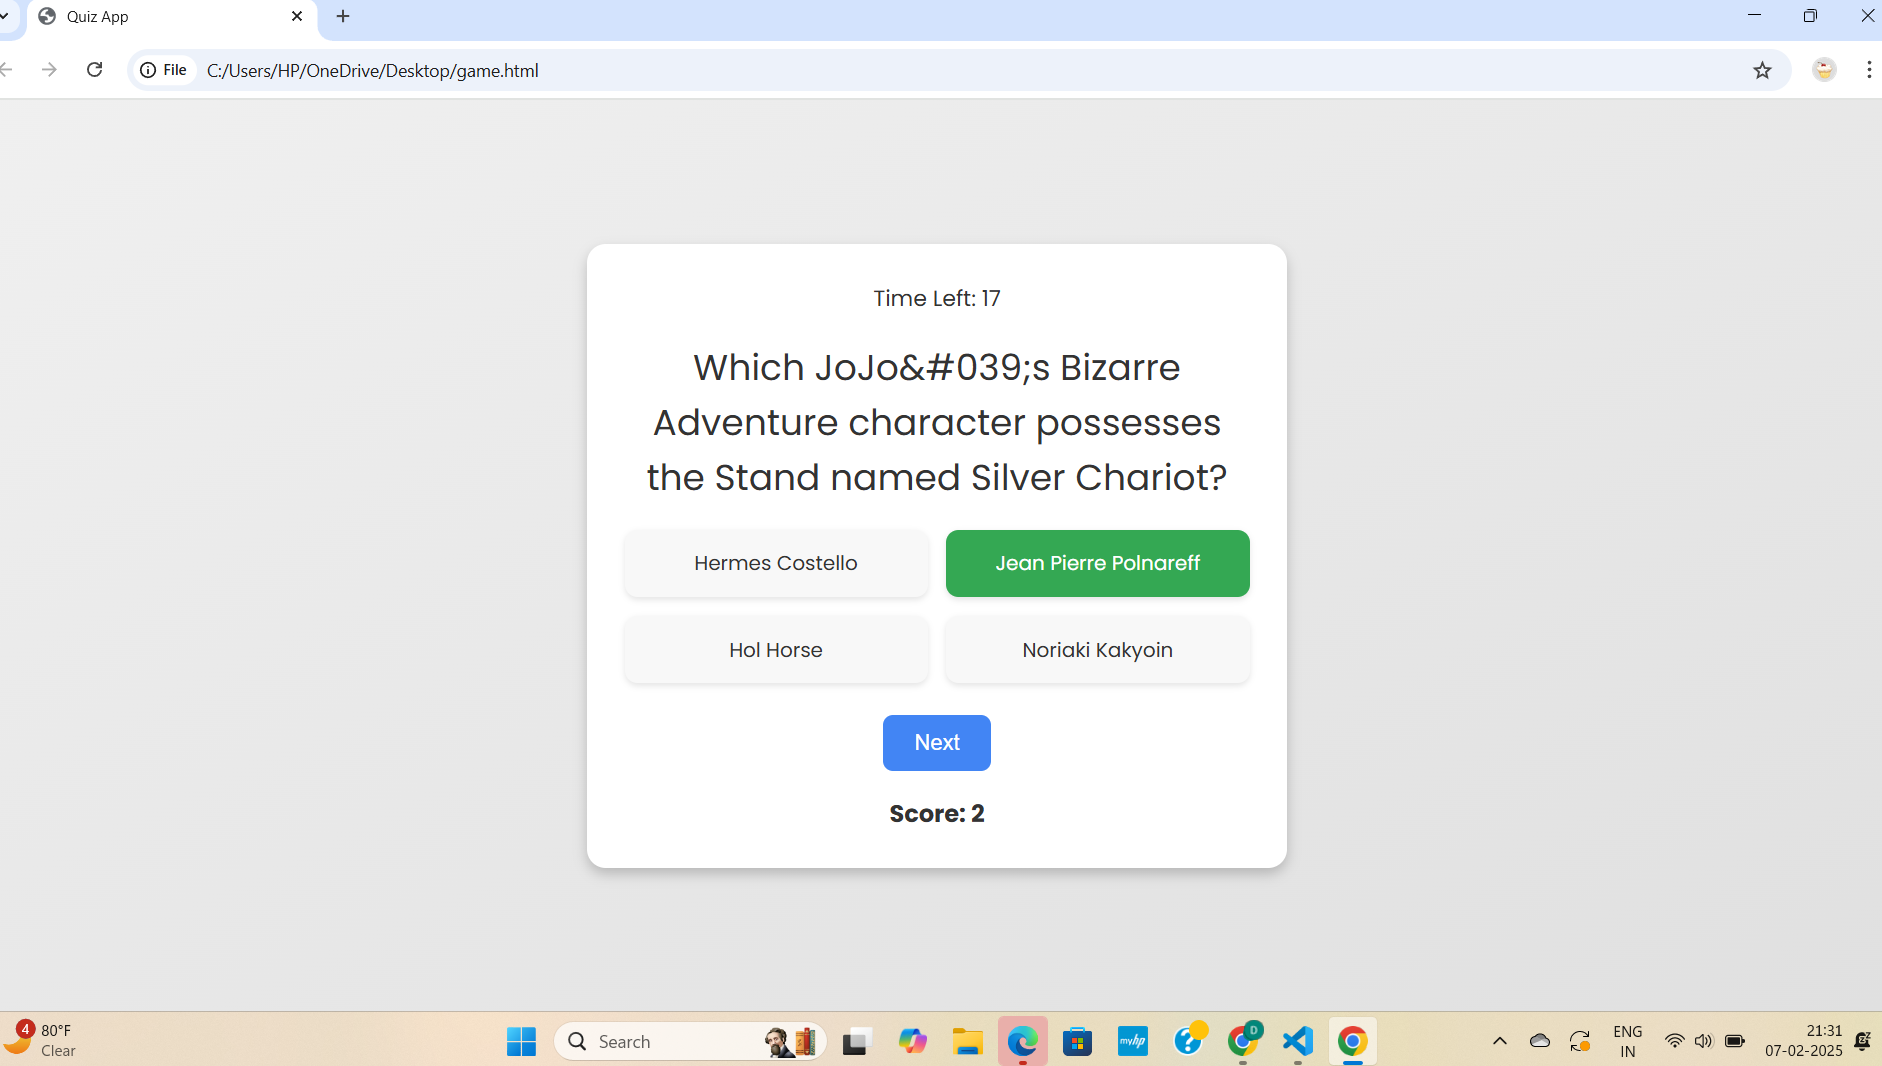 Quiz App
File
C:/Users/HP/OneDrive/Desktop/game.html
Time Left: 17
Which JoJo&#039;s Bizarre
Adventure character possesses
the Stand named Silver Chariot?
Hermes Costello
Jean Pierre Polnareff
Hol Horse
Noriaki Kakyoin
Next
Score: 2
4
80°F
Clear
Search
myhp
?
D
ENG
IN
21:31
07-02-2025